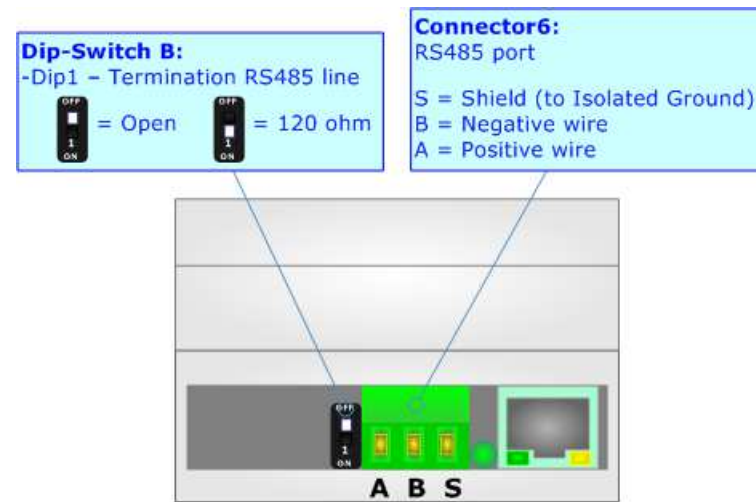 Dip-Switch B:
-Dip1 – Termination RS485 line
OFF
1
ON
= Open
OFF
1
ON
= 120 ohm
Connector6:
RS485 port
S = Shield (to Isolated Ground)
B = Negative wire
A = Positive wire
OFF
1
ON
A B S